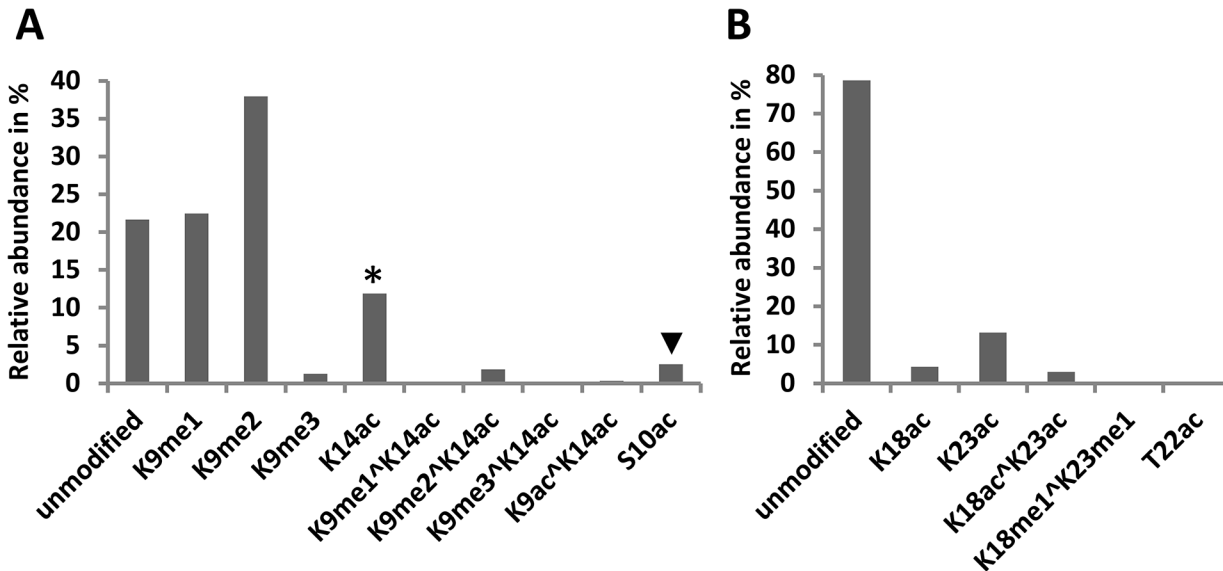 A
Relative abundance in %
40
35
30
25
20
15
10
5
0
*
unmodified
K9me1
K9me2
K9me3
K14ac
K9me1^K14ac
K9me2^K14ac
K9me3^K14ac
K9ac^K14ac
S10ac
B
Relative abundance in %
80
70
60
50
40
30
20
10
0
unmodified
K18ac
K23ac
K18ac^K23ac
K18me1^K23me1
T22ac